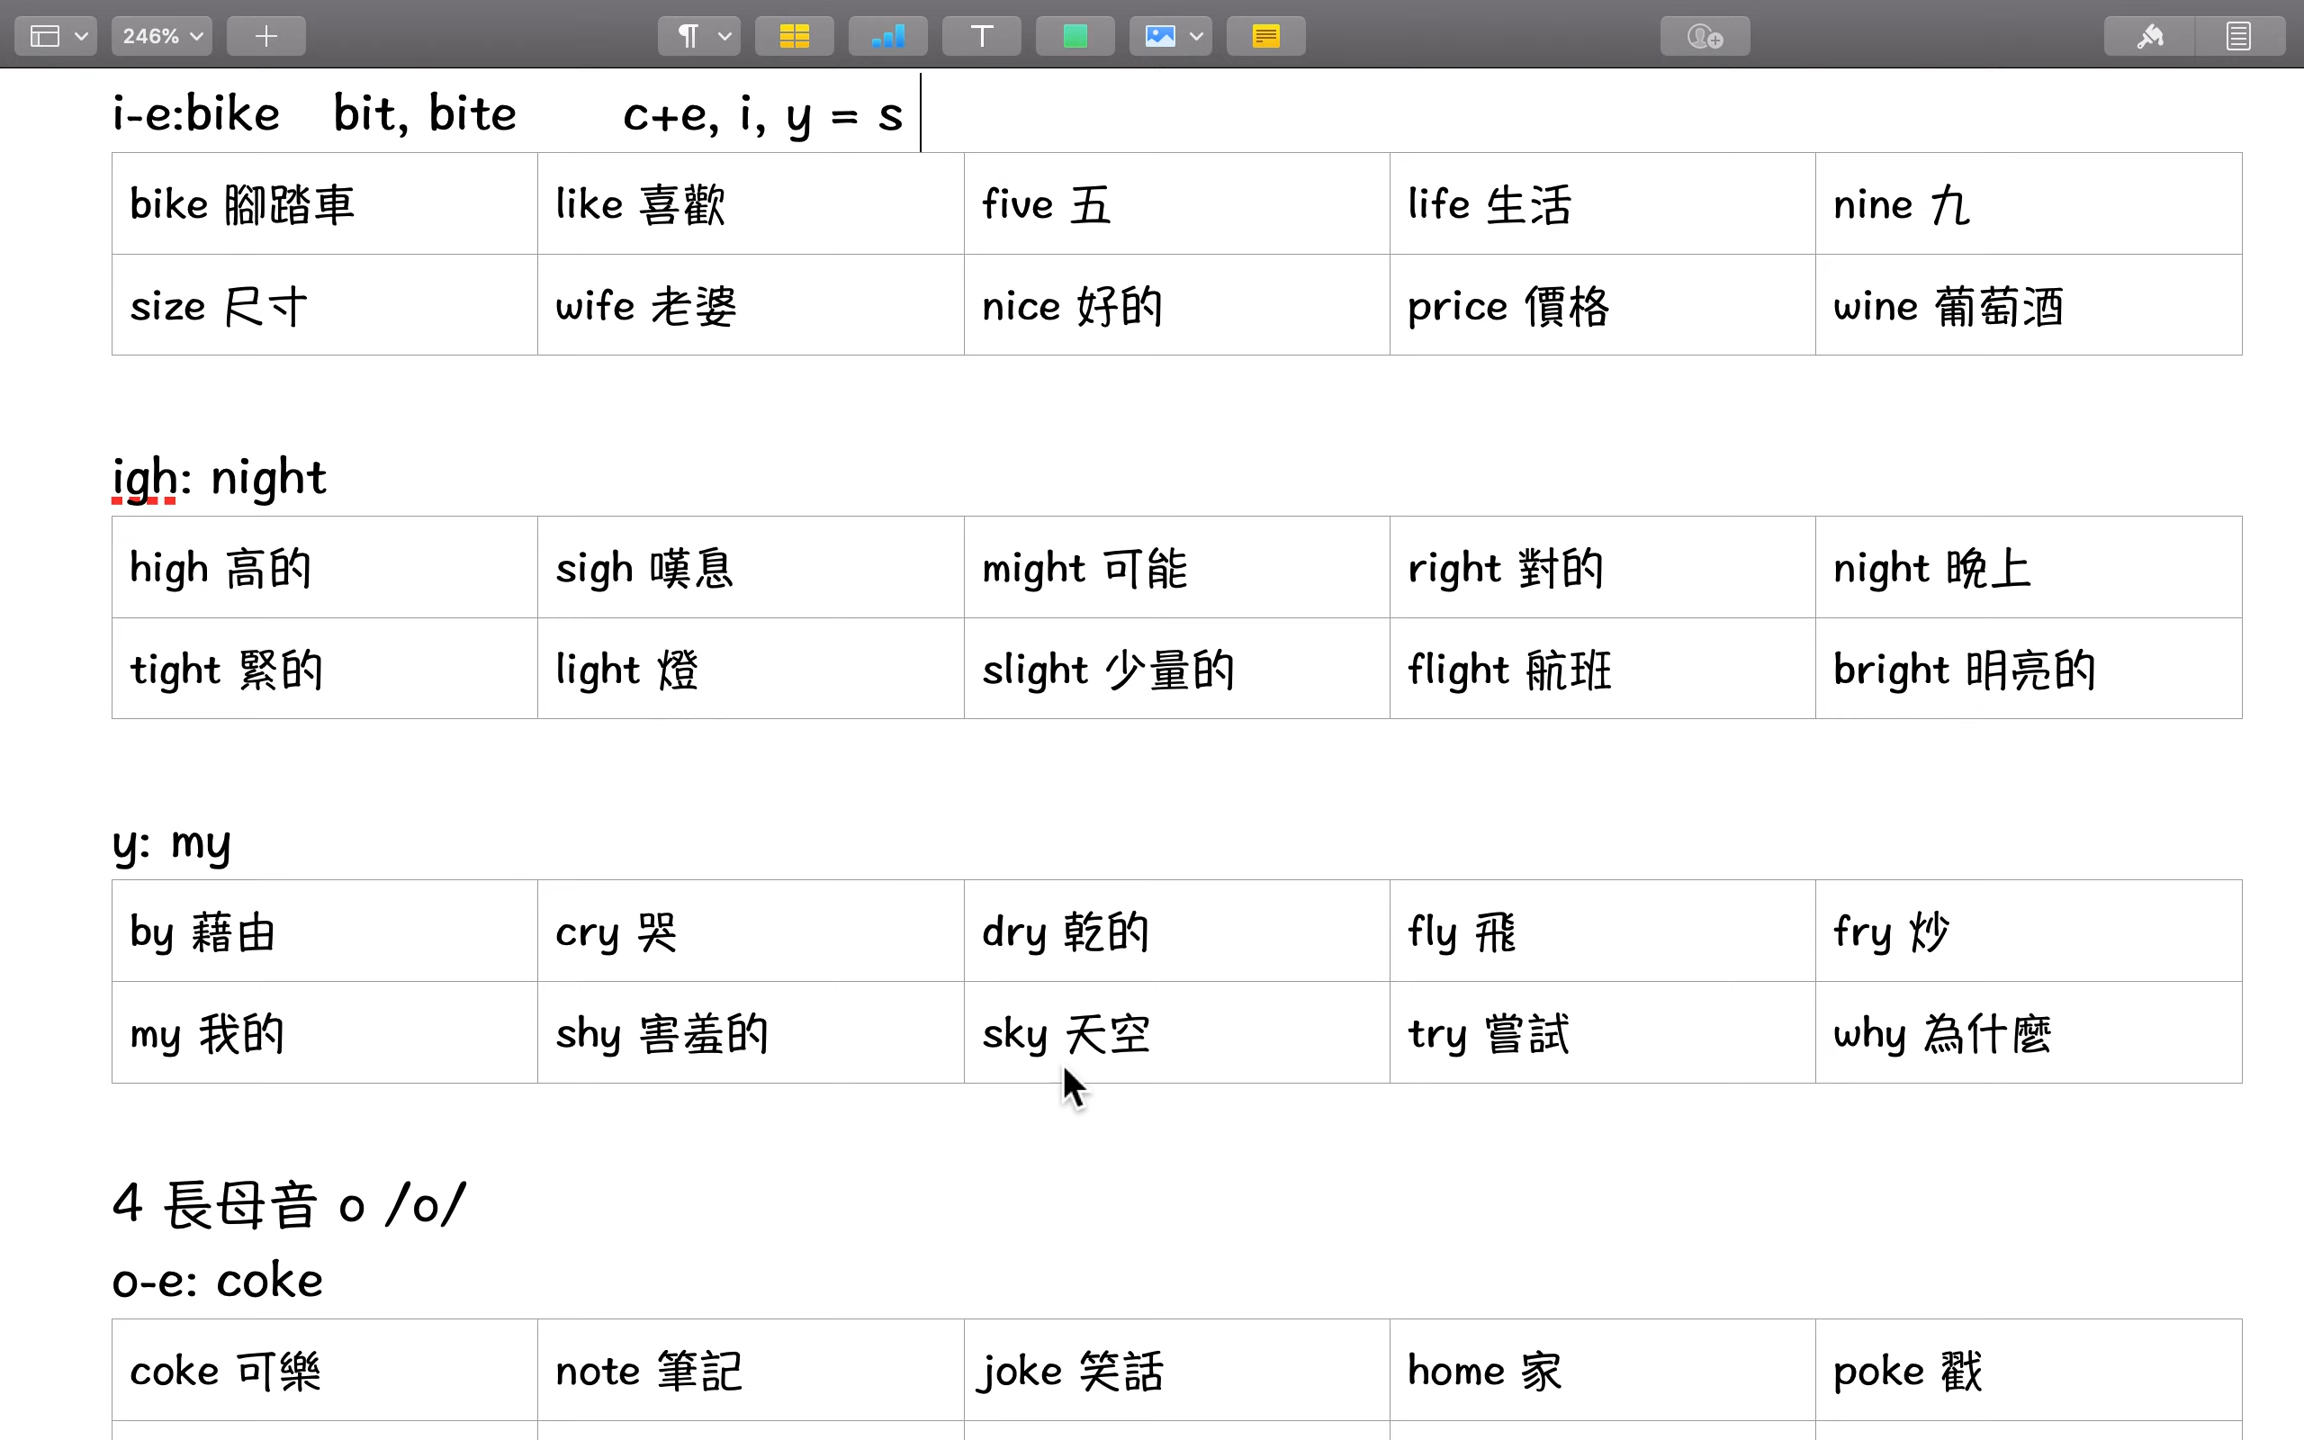 246%
i-e:bike bit, bite c+e, i, y = s
bike 腳踏車 like 喜歡 five 五 life 生活 nine 九
size 尺寸 wife 老婆 nice 好的 price 價格 wine 葡萄酒
igh: night
high 高的 sigh 嘆息 might 可能 right 對的 night 晚上
tight 緊的 light 燈 slight 少量的 flight 航班 bright 明亮的
y: my
by 藉由 cry 哭 dry 乾的 fly 飛 fry 炒
my 我的 shy 害羞的 sky 天空 try 嘗試 why 為什麼
4 長母音 o /o/
o-e: coke
coke 可樂 note 筆記 joke 笑話 home 家 poke 戳